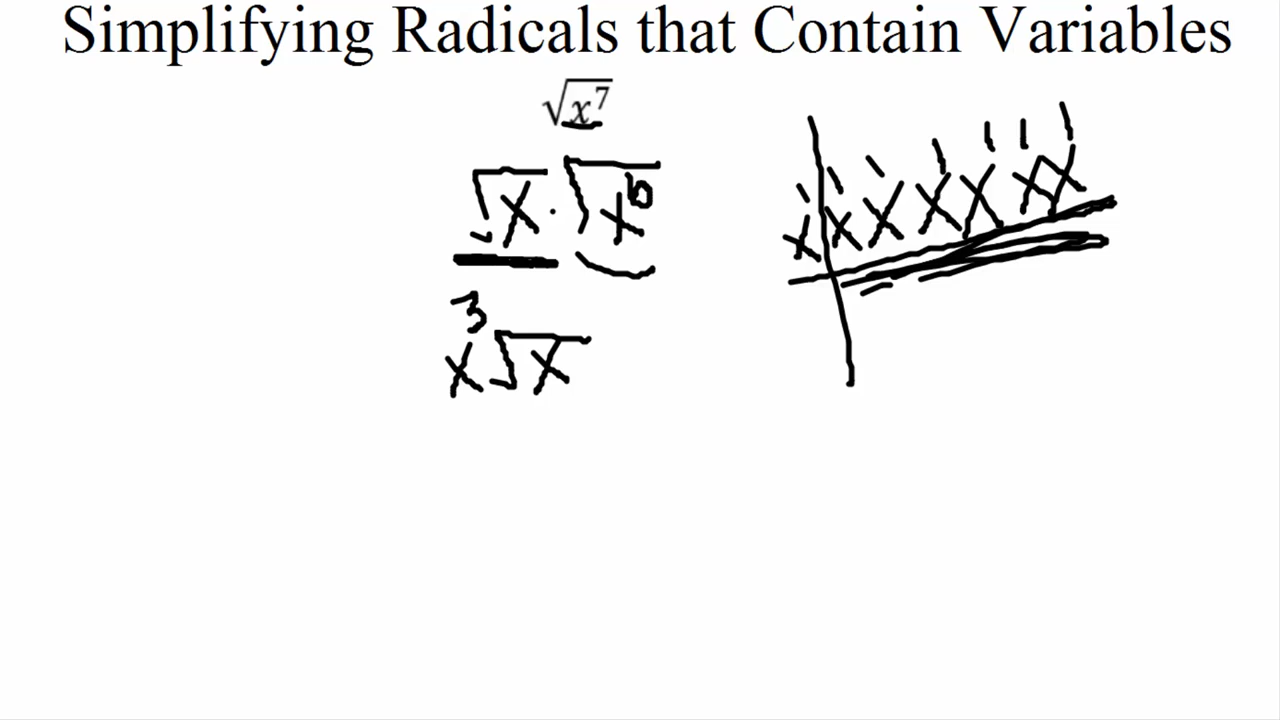 Simplifying Radicals that Contain Variables
√x⁷
√x · √x⁶
x³√x
x x x x x x x